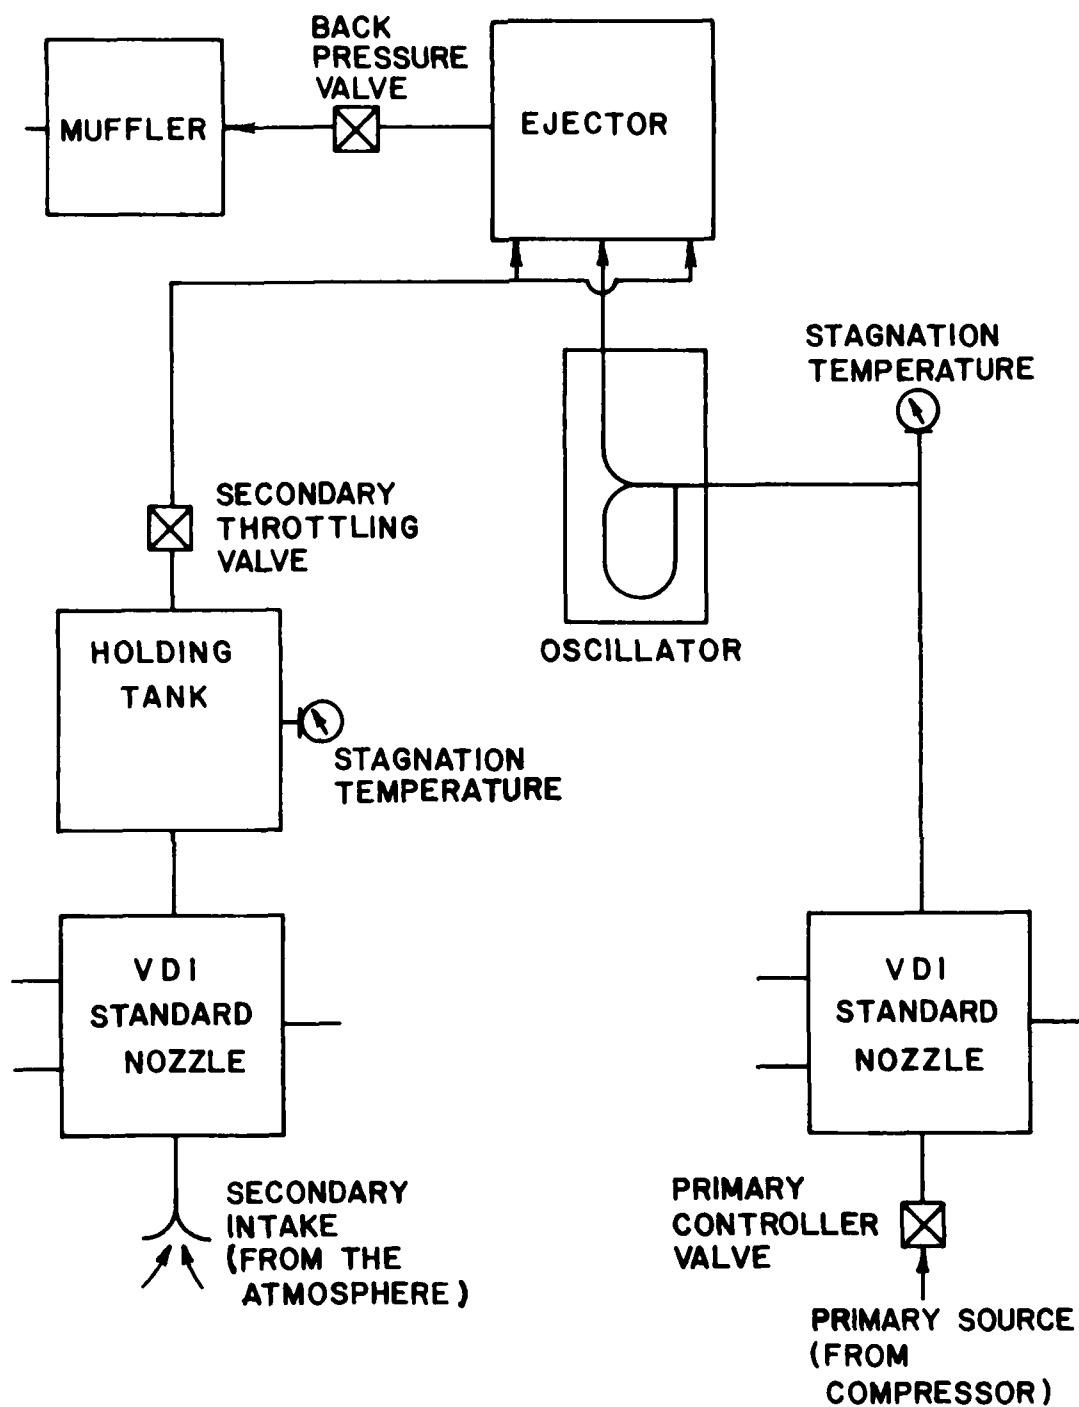 BACK
PRESSURE
VALVE
MUFFLER
EJECTOR
STAGNATION
TEMPERATURE
SECONDARY
THROTTLING
VALVE
OSCILLATOR
HOLDING
TANK
STAGNATION
TEMPERATURE
VDI
STANDARD
NOZZLE
VDI
STANDARD
NOZZLE
SECONDARY
INTAKE
(FROM THE
ATMOSPHERE)
PRIMARY
CONTROLLER
VALVE
PRIMARY SOURCE
(FROM
COMPRESSOR)